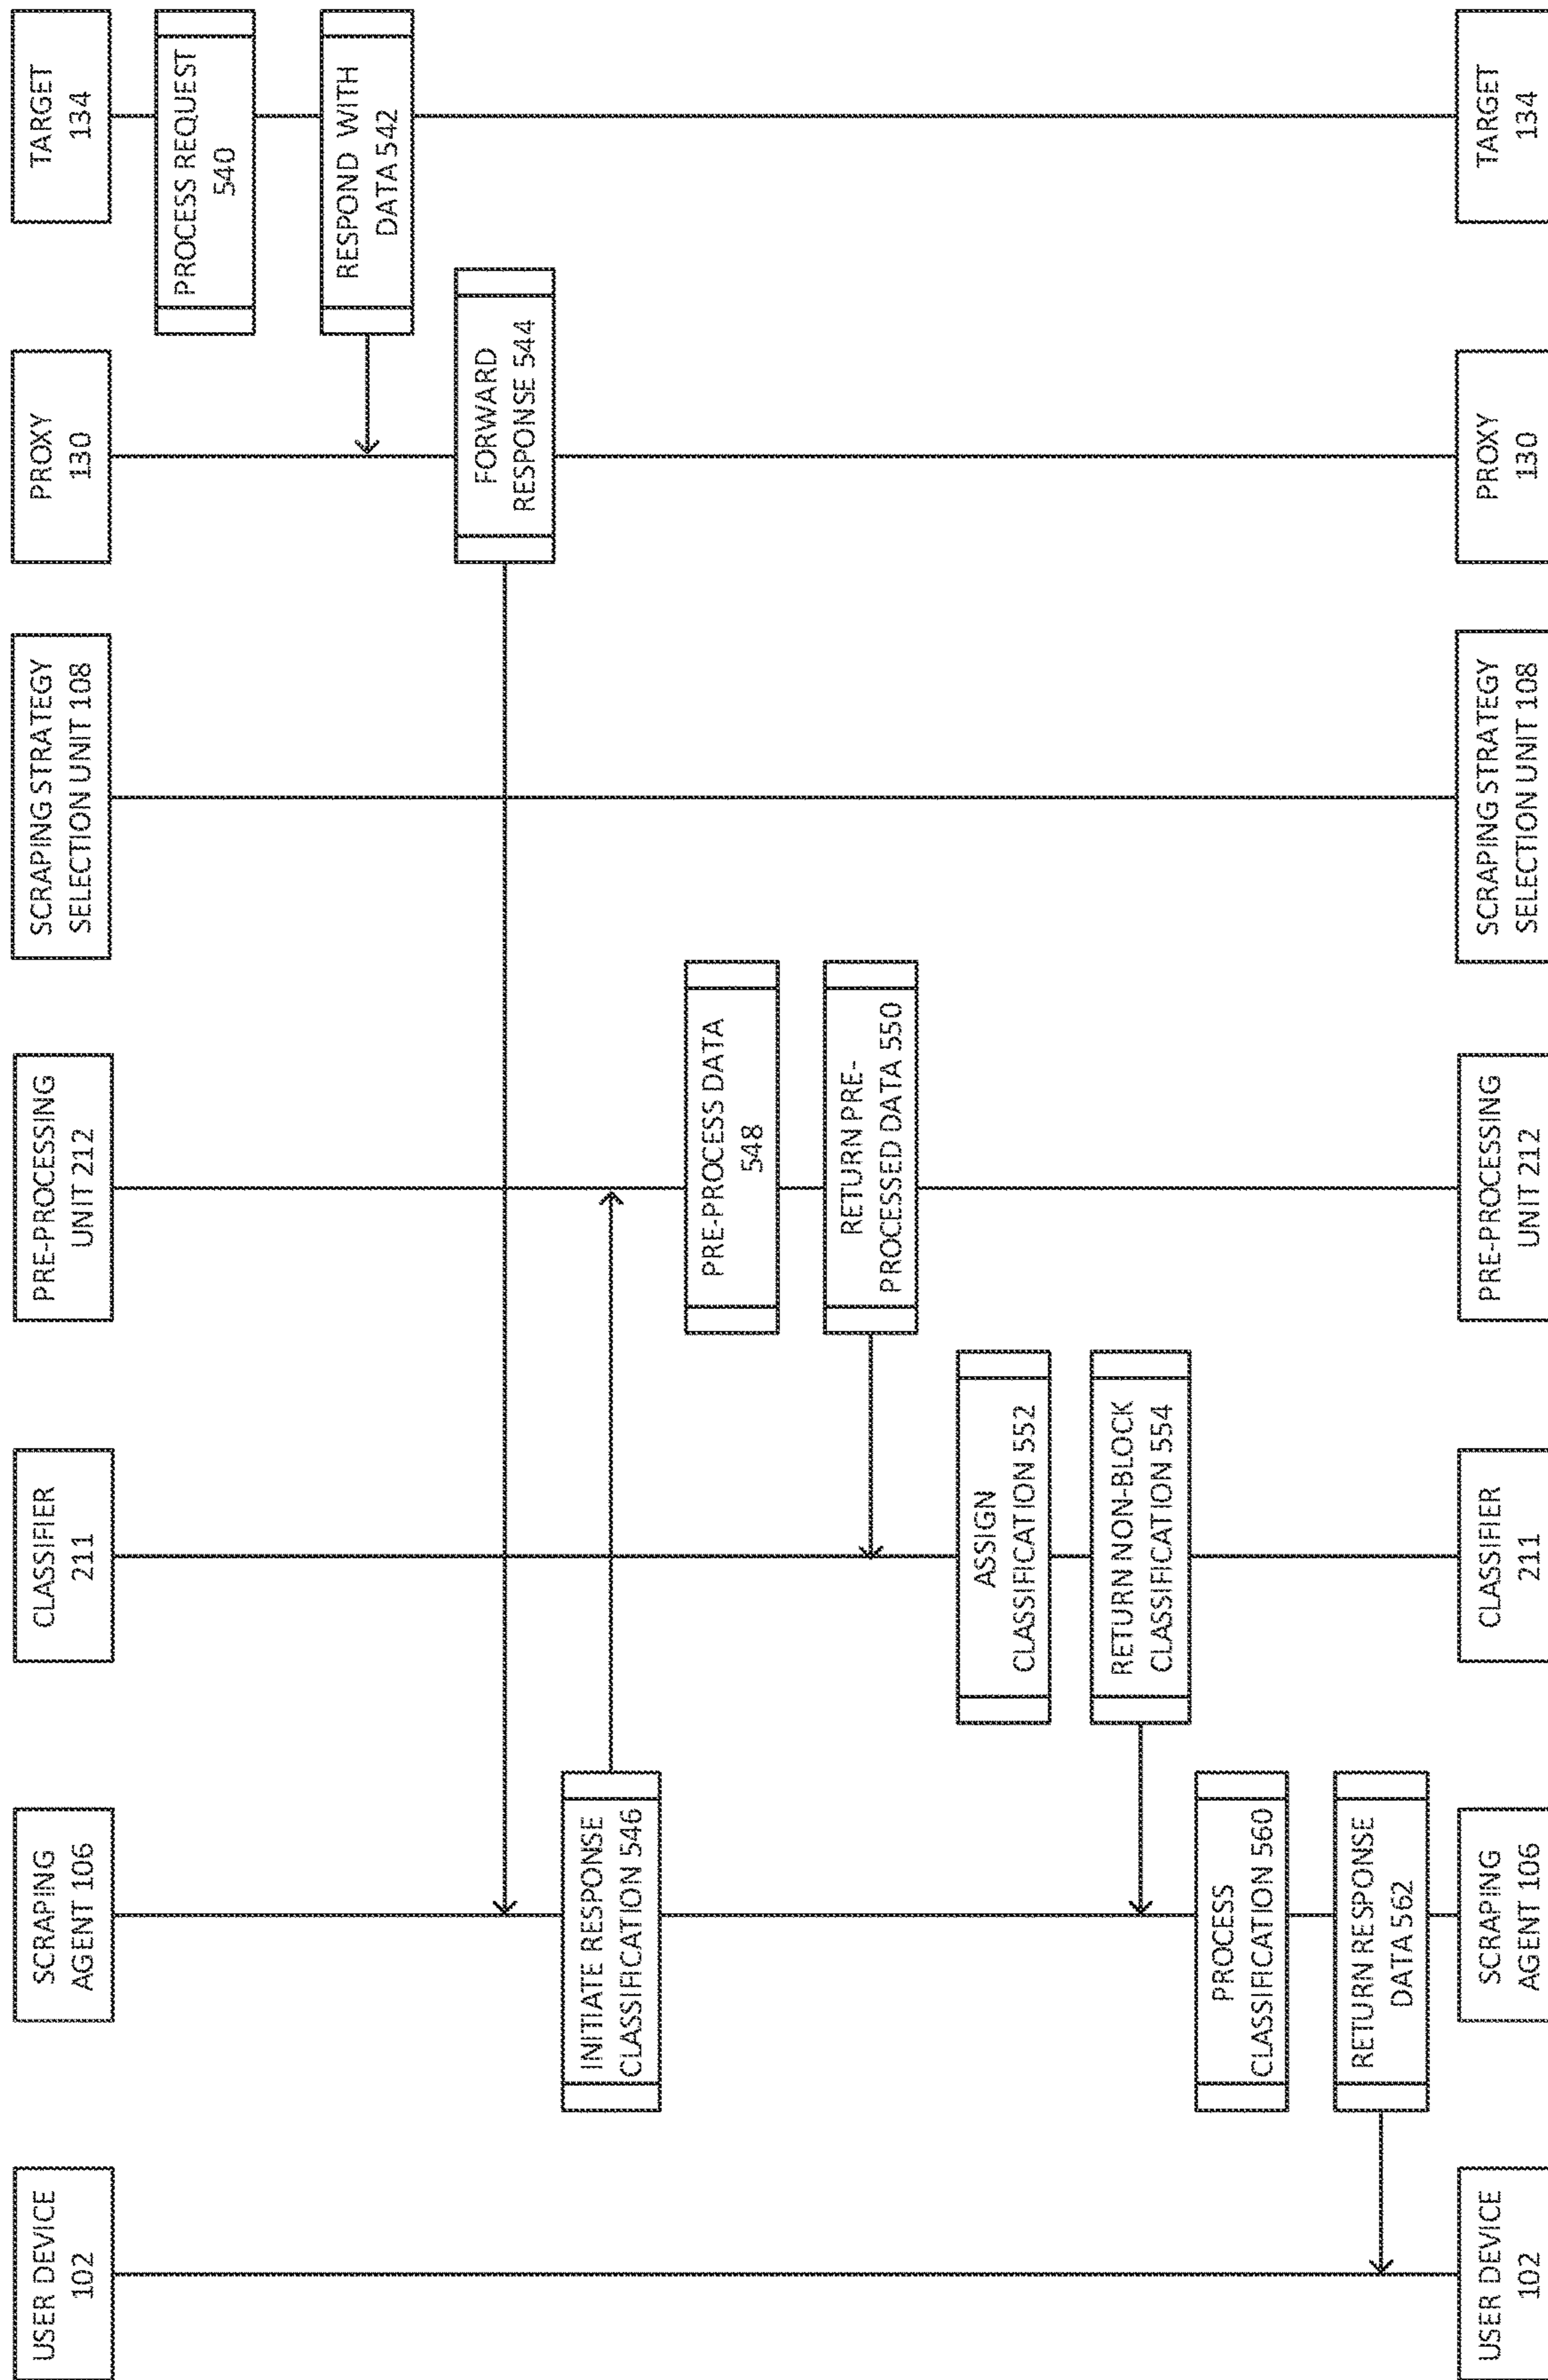 USER DEVICE
102
SCRAPING
AGENT 106
CLASSIFIER
211
PRE-PROCESSING
UNIT 212
SCRAPING STRATEGY
SELECTION UNIT 108
PROXY
130
TARGET
134
PROCESS REQUEST
540
RESPOND WITH
DATA 542
FORWARD
RESPONSE 544
INITIATE RESPONSE
CLASSIFICATION 546
PRE-PROCESS DATA
548
RETURN PRE-
PROCESSED DATA 550
ASSIGN
CLASSIFICATION 552
RETURN NON-BLOCK
CLASSIFICATION 554
PROCESS
CLASSIFICATION 560
RETURN RESPONSE
DATA 562
USER DEVICE
102
SCRAPING
AGENT 106
CLASSIFIER
211
PRE-PROCESSING
UNIT 212
SCRAPING STRATEGY
SELECTION UNIT 108
PROXY
130
TARGET
134